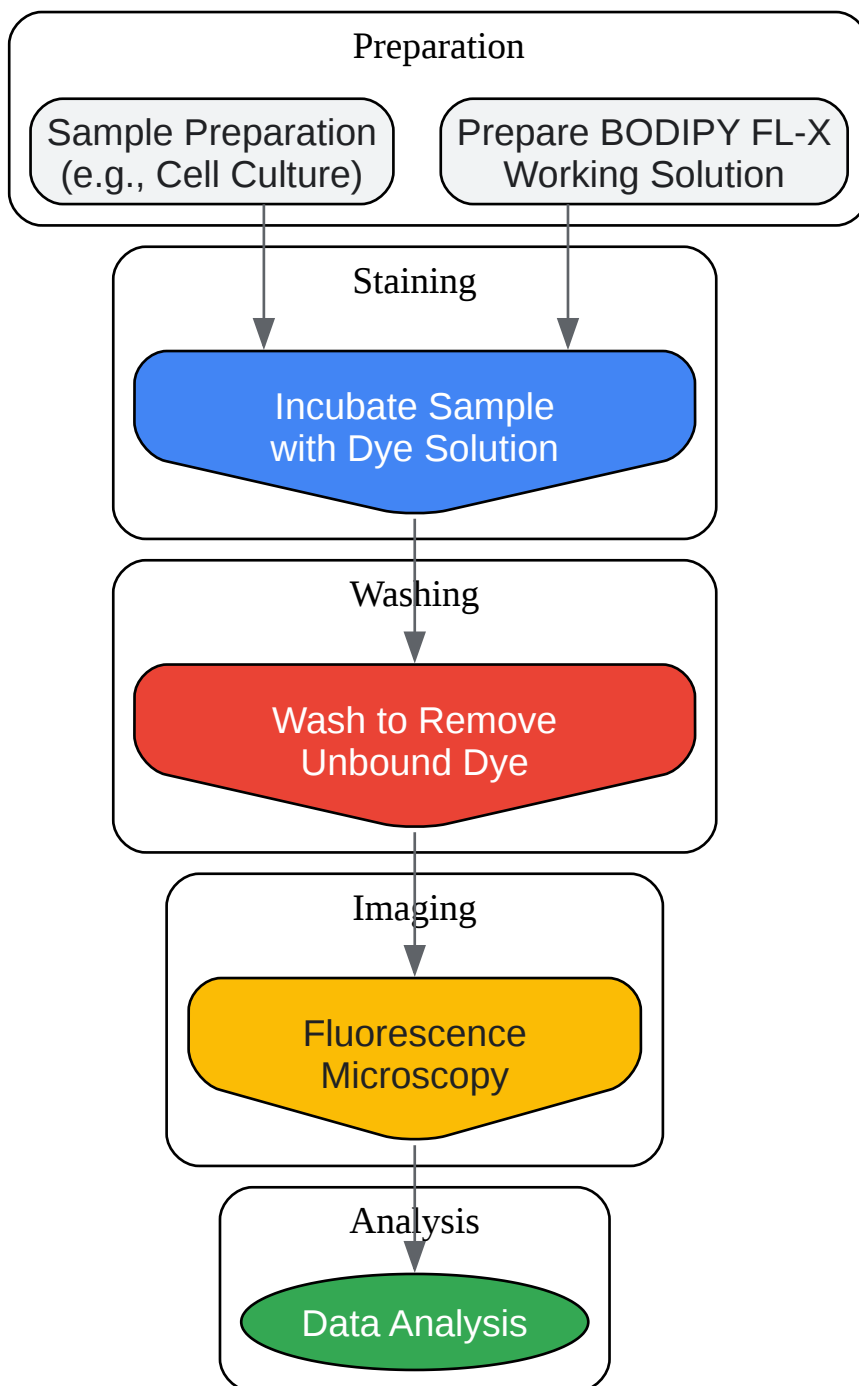 Preparation
Sample Preparation
(e.g., Cell Culture)
Prepare BODIPY FL-X
Working Solution
Staining
Incubate Sample
with Dye Solution
Washing
Wash to Remove
Unbound Dye
Imaging
Fluorescence
Microscopy
Analysis
Data Analysis